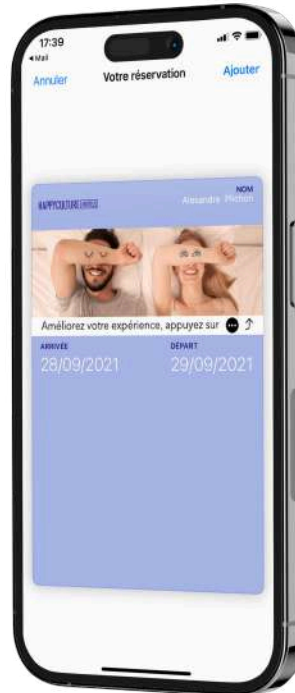 17:39
Mail
Annuler
Votre réservation
Ajouter
HAPPYCULTURE
NOM
Alexandre Plichon
Améliorez votre expérience, appuyez sur
ARRIVÉE
DÉPART
28/09/2021
29/09/2021